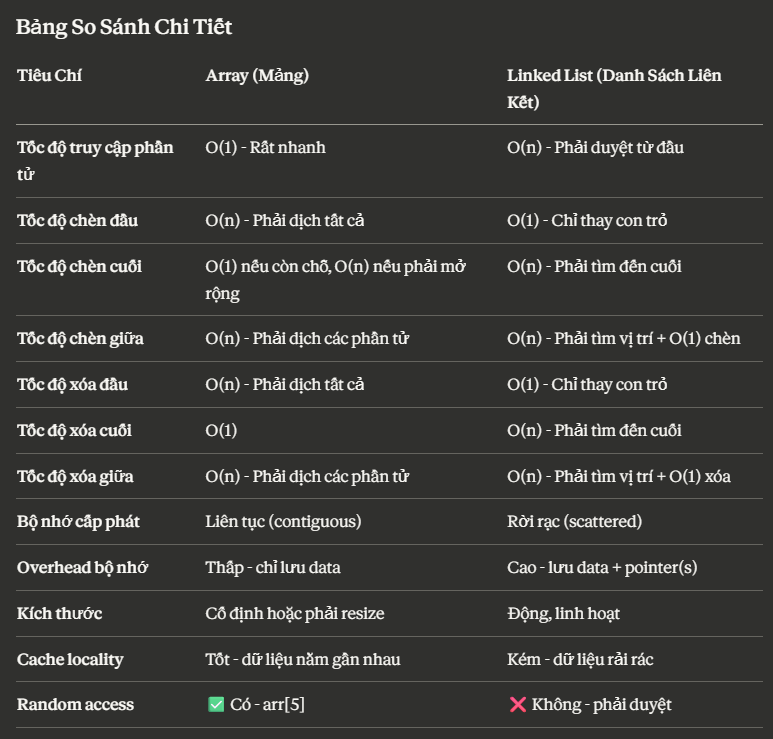 Bảng So Sánh Chi Tiết
Tiêu Chí Array (Mảng) Linked List (Danh Sách Liên
Kết)
Tốc độ truy cập phần O(1) - Rất nhanh O(n) - Phải duyệt từ đầu
tử
Tốc độ chèn đầu O(n) - Phải dịch tất cả O(1) - Chỉ thay con trỏ
Tốc độ chèn cuối O(1) nếu còn chỗ, O(n) nếu phải mở O(n) - Phải tìm đến cuối
rộng
Tốc độ chèn giữa O(n) - Phải dịch các phần tử O(n) - Phải tìm vị trí + O(1) chèn
Tốc độ xóa đầu O(n) - Phải dịch tất cả O(1) - Chỉ thay con trỏ
Tốc độ xóa cuối O(1) O(n) - Phải tìm đến cuối
Tốc độ xóa giữa O(n) - Phải dịch các phần tử O(n) - Phải tìm vị trí + O(1) xóa
Bộ nhớ cấp phát Liên tục (contiguous) Rời rạc (scattered)
Overhead bộ nhớ Thấp - chỉ lưu data Cao - lưu data + pointer(s)
Kích thước Cố định hoặc phải resize Động, linh hoạt
Cache locality Tốt - dữ liệu nằm gần nhau Kém - dữ liệu rải rác
Random access ✅ Có - arr[5] ❌ Không - phải duyệt